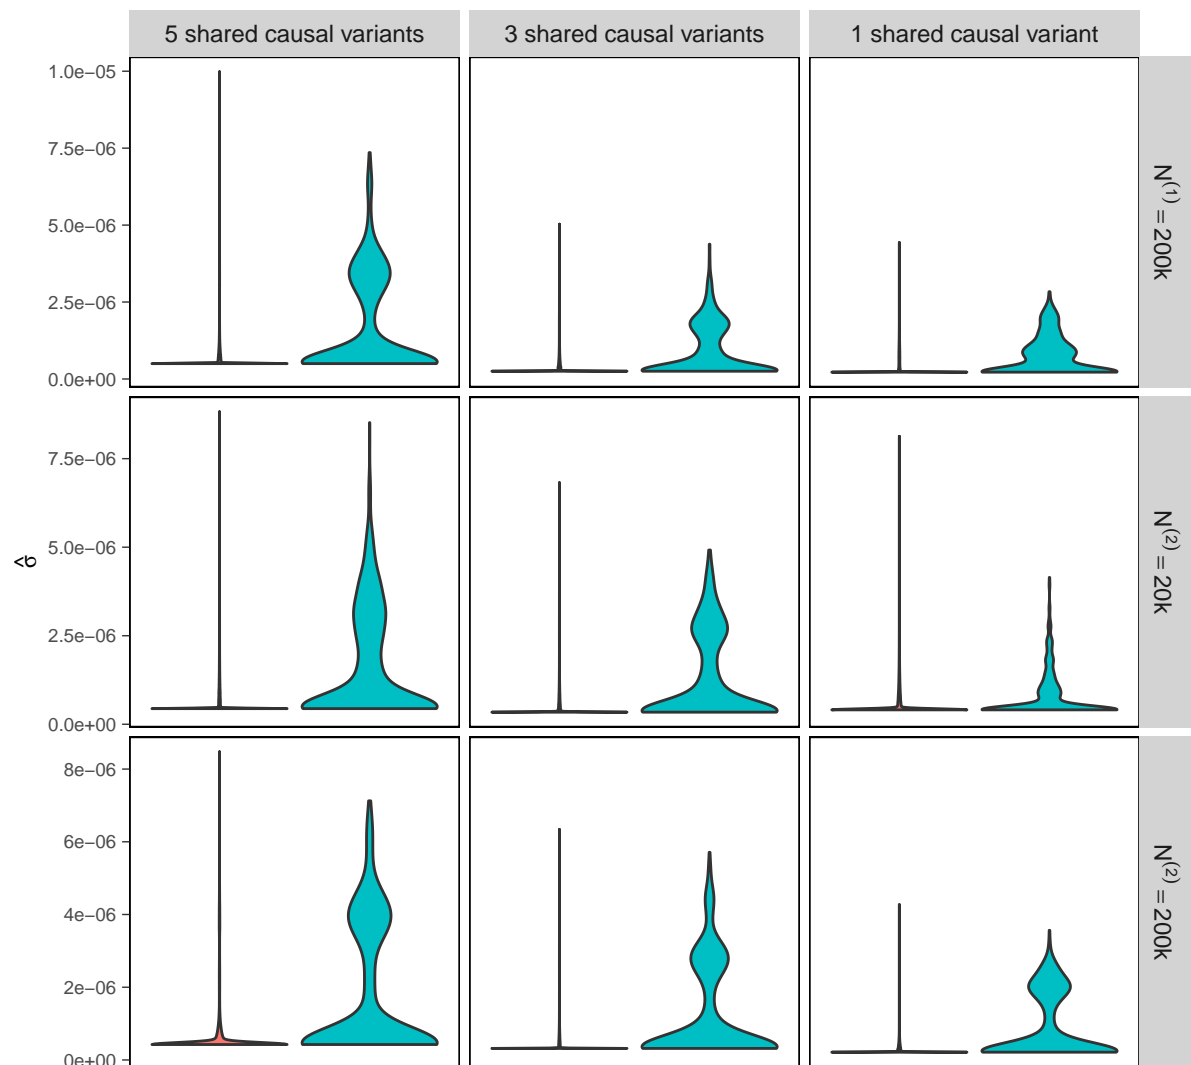 5 shared causal variants
3 shared causal variants
1 shared causal variant
1.0e−05
7.5e−06
5.0e−06
2.5e−06
0.0e+00
N⁽¹⁾ = 200k
7.5e−06
5.0e−06
2.5e−06
0.0e+00
N⁽²⁾ = 20k
σ̂
8e−06
6e−06
4e−06
2e−06
0e+00
N⁽²⁾ = 200k